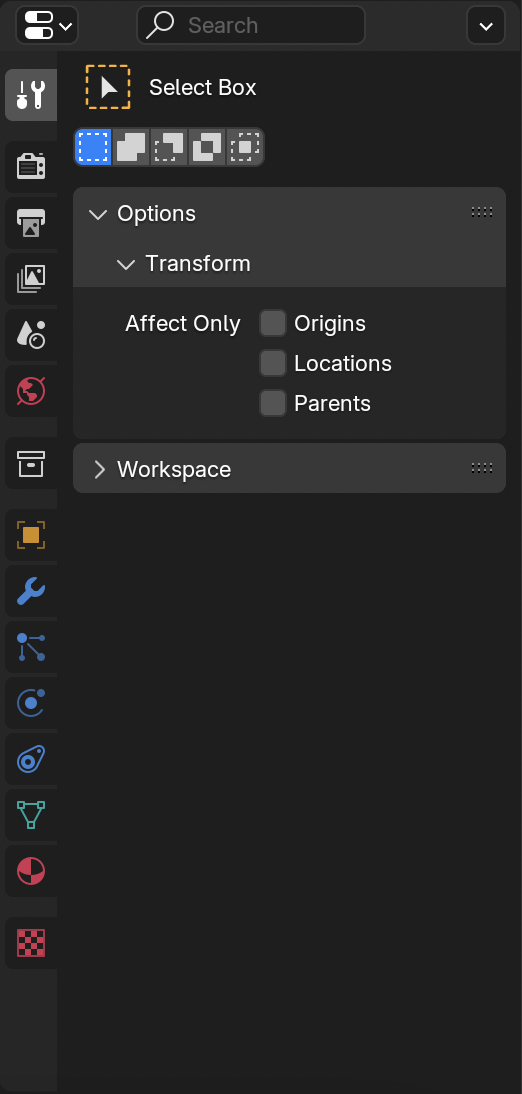 Search
Select Box
Options
Transform
Affect Only Origins
Locations
Parents
Workspace